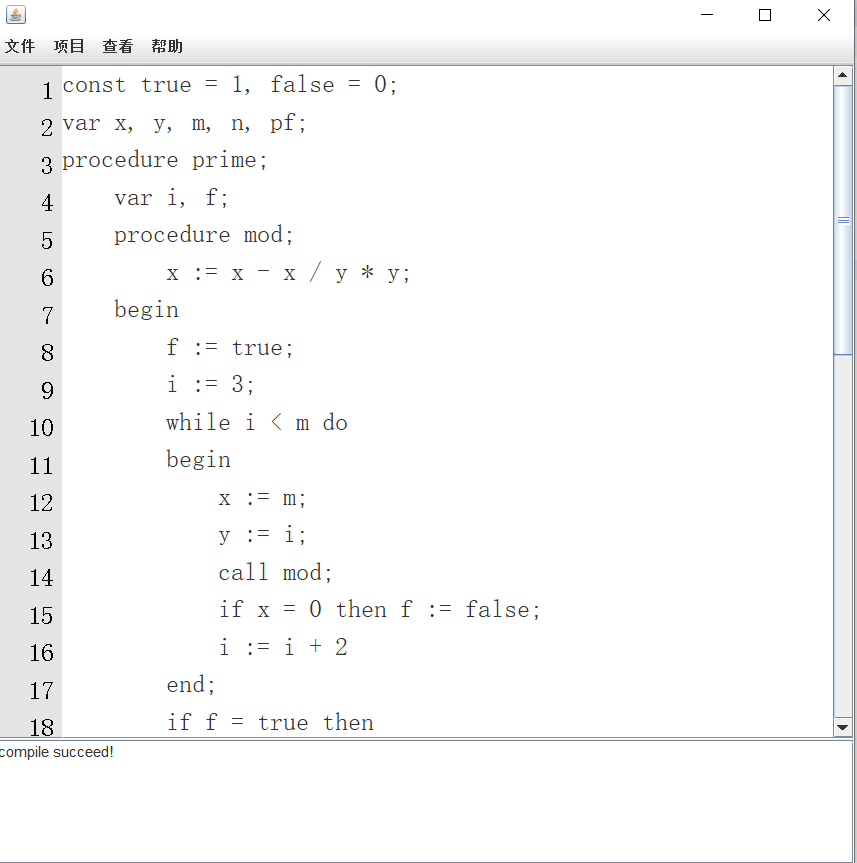 文件 项目 查看 帮助
1 const true = 1, false = 0;
2 var x, y, m, n, pf;
3 procedure prime;
4     var i, f;
5     procedure mod;
6         x := x - x / y * y;
7     begin
8         f := true;
9         i := 3;
10         while i < m do
11         begin
12             x := m;
13             y := i;
14             call mod;
15             if x = 0 then f := false;
16             i := i + 2
17         end;
18         if f = true then
compile succeed!